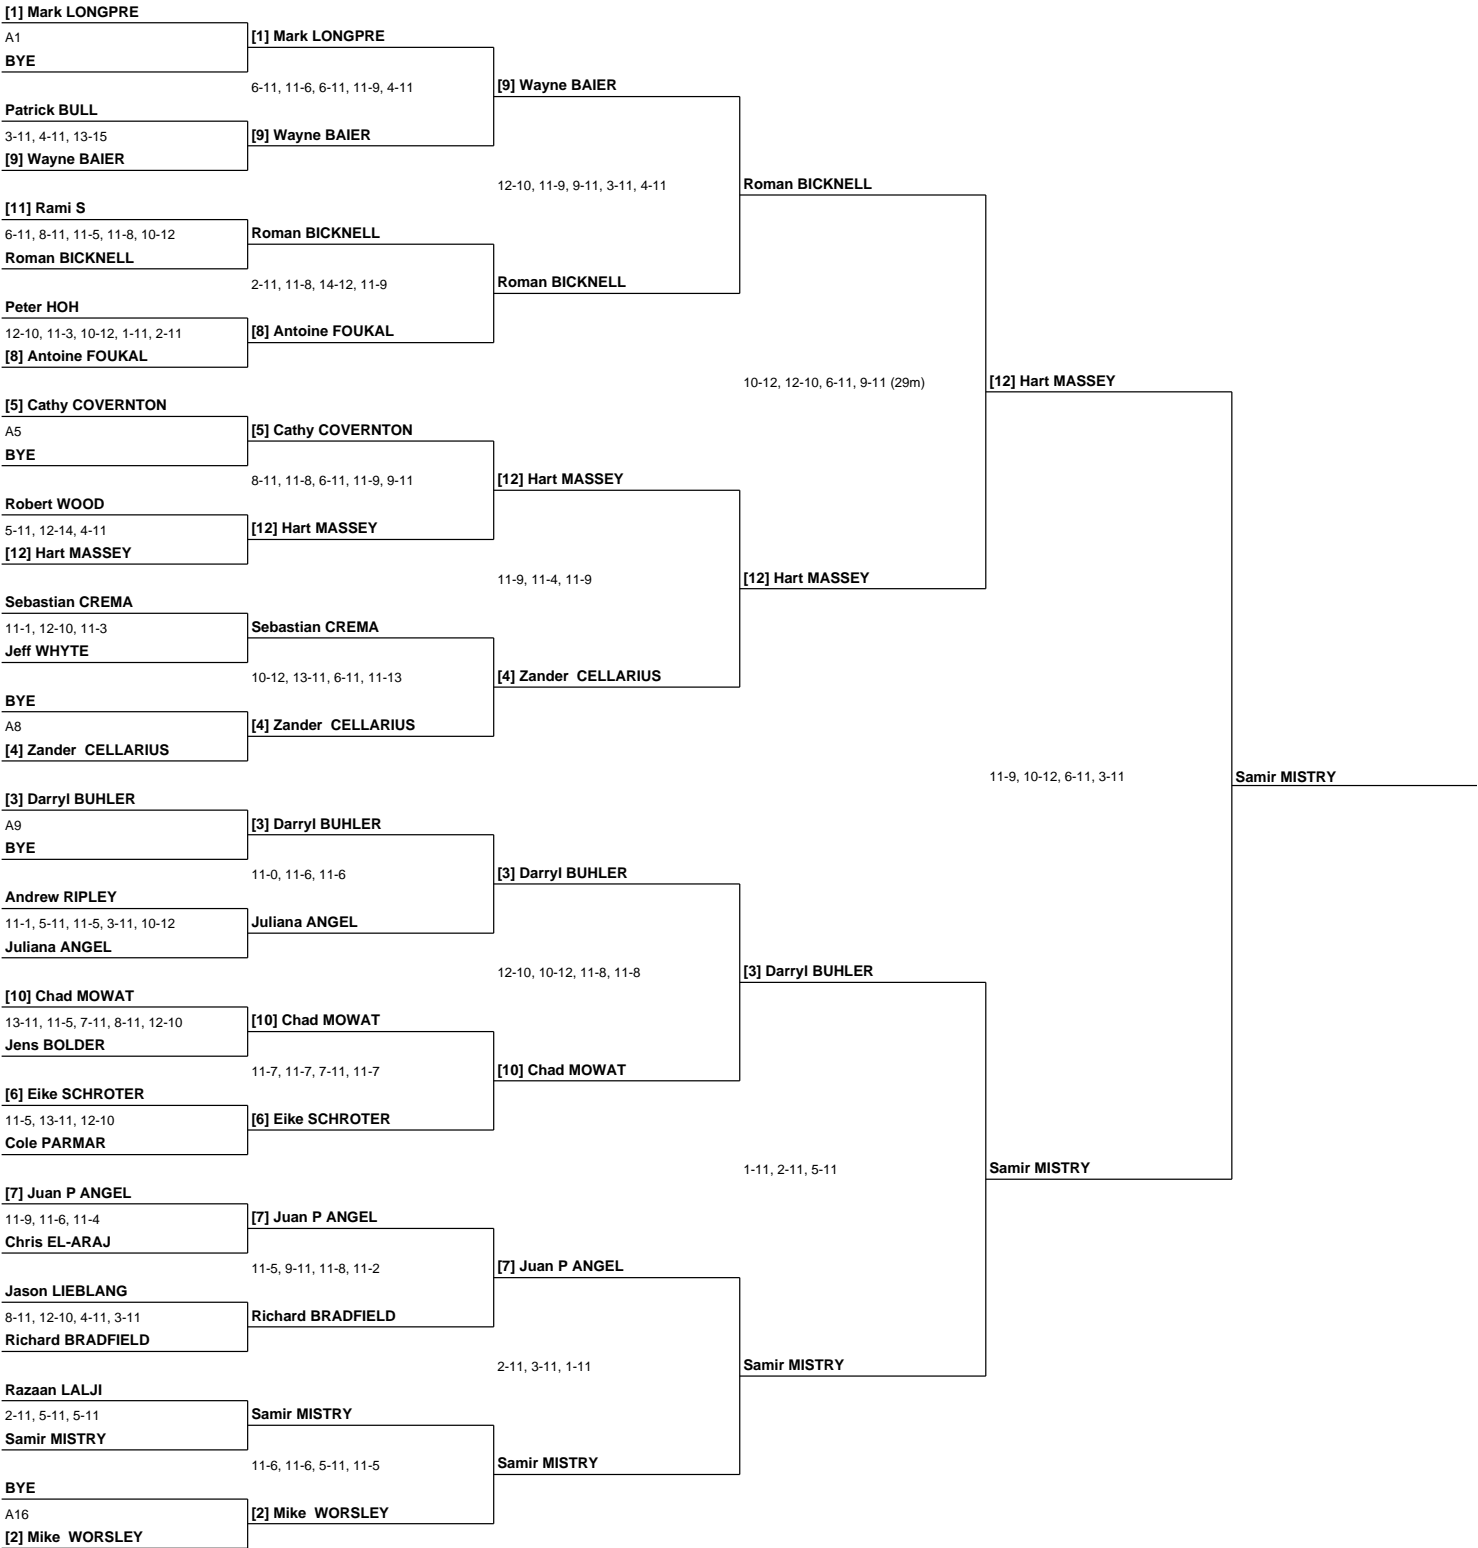 [1] Mark LONGPRE
A1
BYE
Patrick BULL
3-11, 4-11, 13-15
[9] Wayne BAIER
[11] Rami S
6-11, 8-11, 11-5, 11-8, 10-12
Roman BICKNELL
Peter HOH
12-10, 11-3, 10-12, 1-11, 2-11
[8] Antoine FOUKAL
[5] Cathy COVERNTON
A5
BYE
Robert WOOD
5-11, 12-14, 4-11
[12] Hart MASSEY
Sebastian CREMA
11-1, 12-10, 11-3
Jeff WHYTE
BYE
A8
[4] Zander  CELLARIUS
[3] Darryl BUHLER
A9
BYE
Andrew RIPLEY
11-1, 5-11, 11-5, 3-11, 10-12
Juliana ANGEL
[10] Chad MOWAT
13-11, 11-5, 7-11, 8-11, 12-10
Jens BOLDER
[6] Eike SCHROTER
11-5, 13-11, 12-10
Cole PARMAR
[7] Juan P ANGEL
11-9, 11-6, 11-4
Chris EL-ARAJ
Jason LIEBLANG
8-11, 12-10, 4-11, 3-11
Richard BRADFIELD
Razaan LALJI
2-11, 5-11, 5-11
Samir MISTRY
BYE
A16
[2] Mike  WORSLEY
[1] Mark LONGPRE
6-11, 11-6, 6-11, 11-9, 4-11
[9] Wayne BAIER
Roman BICKNELL
2-11, 11-8, 14-12, 11-9
[8] Antoine FOUKAL
[5] Cathy COVERNTON
8-11, 11-8, 6-11, 11-9, 9-11
[12] Hart MASSEY
Sebastian CREMA
10-12, 13-11, 6-11, 11-13
[4] Zander  CELLARIUS
[3] Darryl BUHLER
11-0, 11-6, 11-6
Juliana ANGEL
[10] Chad MOWAT
11-7, 11-7, 7-11, 11-7
[6] Eike SCHROTER
[7] Juan P ANGEL
11-5, 9-11, 11-8, 11-2
Richard BRADFIELD
Samir MISTRY
11-6, 11-6, 5-11, 11-5
[2] Mike  WORSLEY
[9] Wayne BAIER
12-10, 11-9, 9-11, 3-11, 4-11
Roman BICKNELL
[12] Hart MASSEY
11-9, 11-4, 11-9
[4] Zander  CELLARIUS
[3] Darryl BUHLER
12-10, 10-12, 11-8, 11-8
[10] Chad MOWAT
[7] Juan P ANGEL
2-11, 3-11, 1-11
Samir MISTRY
Roman BICKNELL
10-12, 12-10, 6-11, 9-11 (29m)
[12] Hart MASSEY
[3] Darryl BUHLER
1-11, 2-11, 5-11
Samir MISTRY
[12] Hart MASSEY
11-9, 10-12, 6-11, 3-11
Samir MISTRY
Samir MISTRY